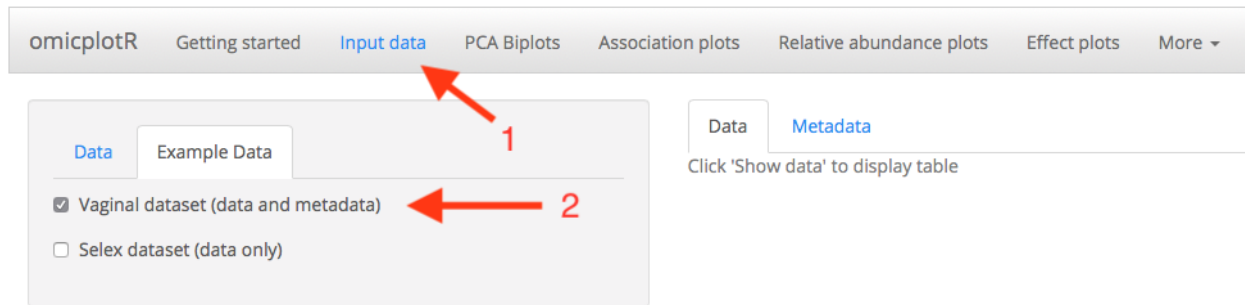 omicplotR Getting started Input data PCA Biplots Association plots Relative abundance plots Effect plots More
1
Data Example Data
Vaginal dataset (data and metadata)
2
Selex dataset (data only)
Data Metadata
Click 'Show data' to display table